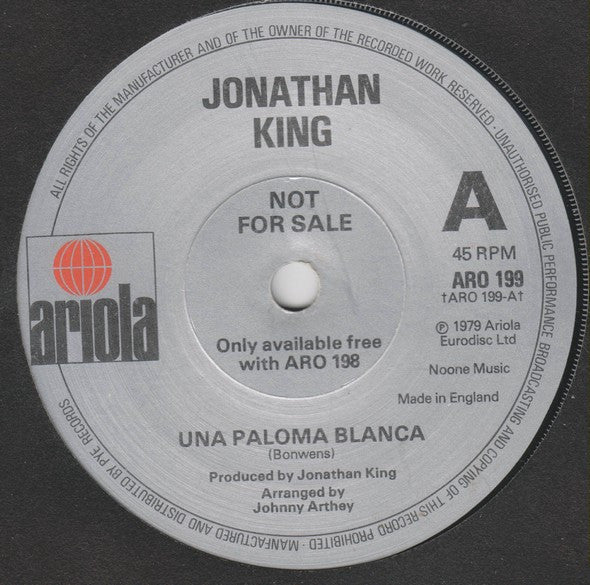 ALL RIGHTS OF THE MANUFACTURER AND OF THE OWNER OF THE RECORDED WORK RESERVED · UNAUTHORISED PUBLIC PERFORMANCE BROADCASTING AND COPYING OF THIS RECORD PROHIBITED · MANUFACTURED AND DISTRIBUTED BY PYE RECORDS
JONATHAN
KING
NOT
FOR SALE
A
45 RPM
ARO 199
†ARO 199-A†
ariola
℗ 1979 Ariola
Eurodisc Ltd
Only available free
with ARO 198
Noone Music
Made in England
UNA PALOMA BLANCA
(Bonwens)
Produced by Jonathan King
Arranged by
Johnny Arthey